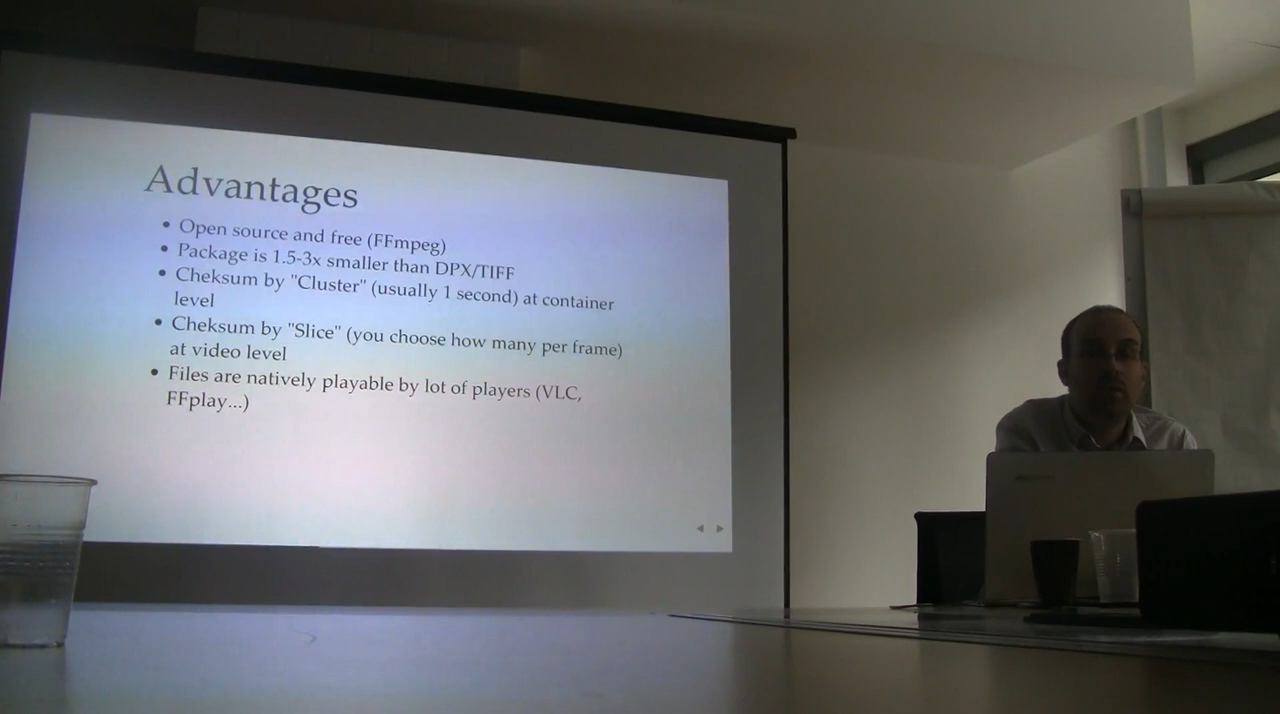 Advantages
• Open source and free (FFmpeg)
• Package is 1.5-3x smaller than DPX/TIFF
• Cheksum by "Cluster" (usually 1 second) at container
level
• Cheksum by "Slice" (you choose how many per frame)
at video level
• Files are natively playable by lot of players (VLC,
FFplay...)